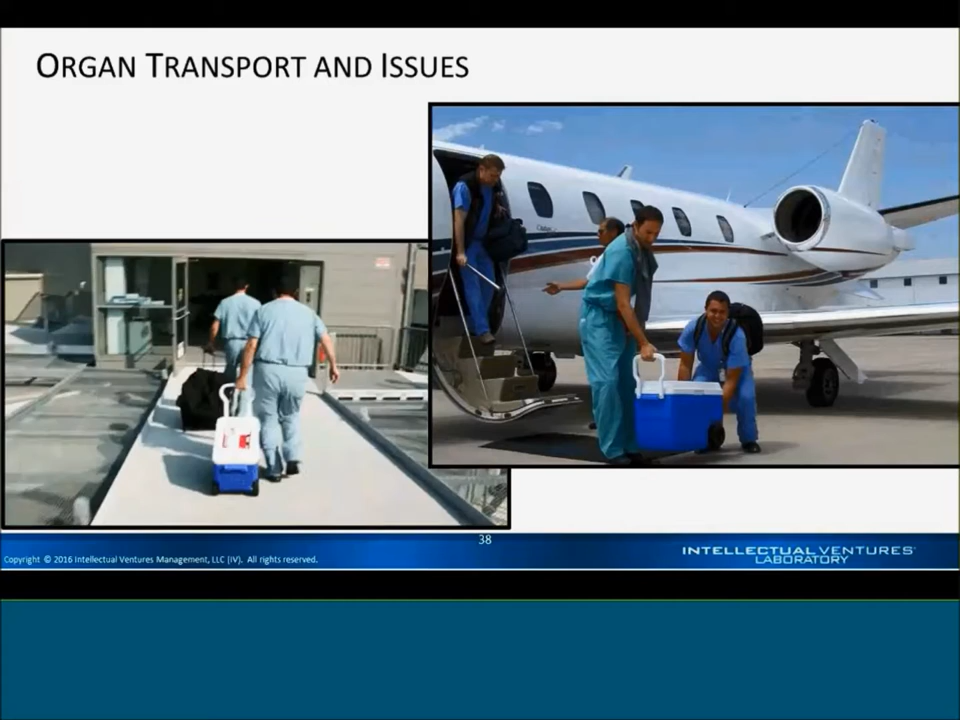 ORGAN TRANSPORT AND ISSUES
38
Copyright © 2016 Intellectual Ventures Management, LLC (IV). All rights reserved.
INTELLECTUAL VENTURES®
LABORATORY